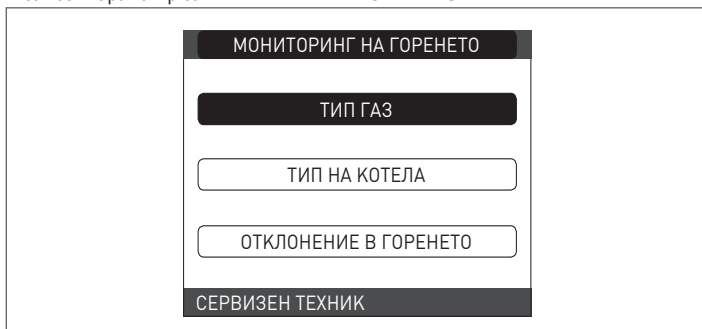 МОНИТОРИНГ НА ГОРЕНЕТО
ТИП ГАЗ
ТИП НА КОТЕЛА
ОТКЛОНЕНИЕ В ГОРЕНЕТО
СЕРВИЗЕН ТЕХНИК